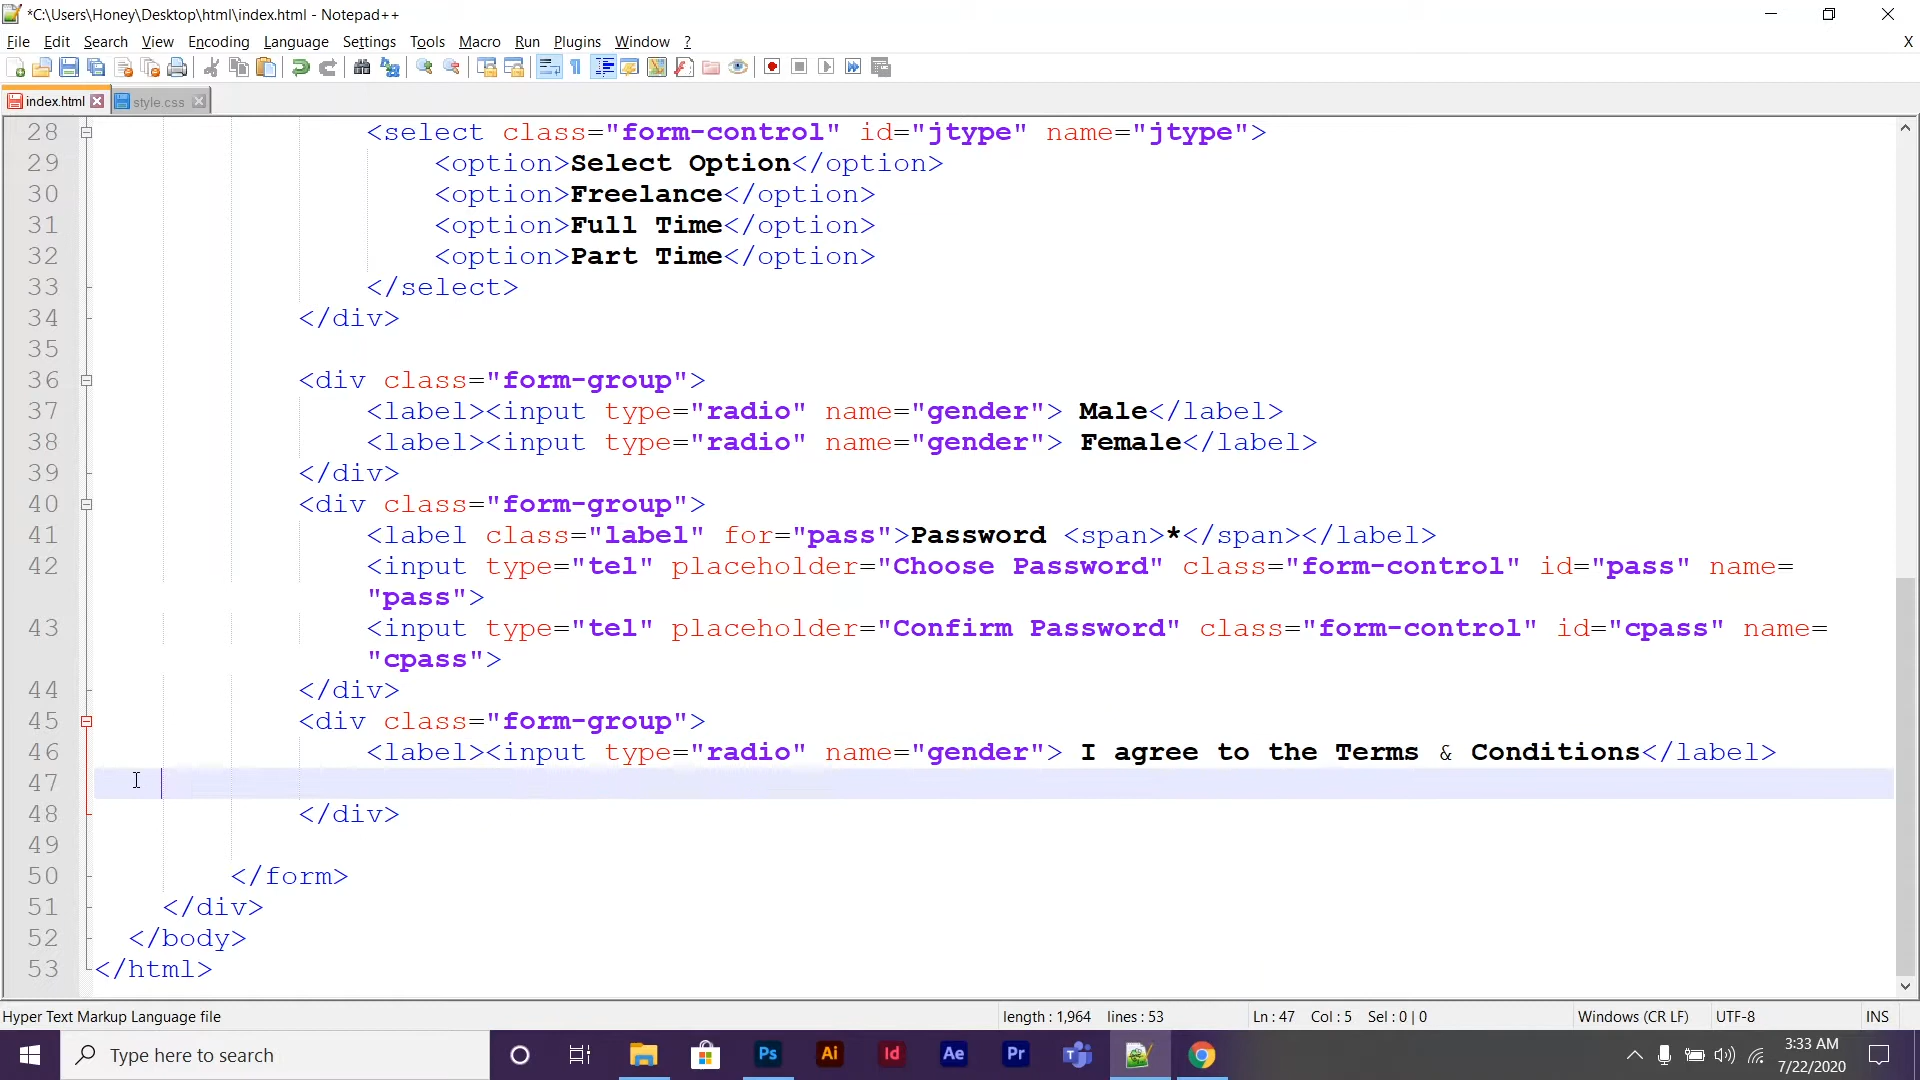 *C:\Users\Honey\Desktop\html\index.html - Notepad++
File Edit Search View Encoding Language Settings Tools Macro Run Plugins Window ? X
index.html style.css
28 <select class="form-control" id="jtype" name="jtype">
29 <option>Select Option</option>
30 <option>Freelance</option>
31 <option>Full Time</option>
32 <option>Part Time</option>
33 </select>
34 </div>
35
36 <div class="form-group">
37 <label><input type="radio" name="gender"> Male</label>
38 <label><input type="radio" name="gender"> Female</label>
39 </div>
40 <div class="form-group">
41 <label class="label" for="pass">Password <span>*</span></label>
42 <input type="tel" placeholder="Choose Password" class="form-control" id="pass" name=
"pass">
43 <input type="tel" placeholder="Confirm Password" class="form-control" id="cpass" name=
"cpass">
44 </div>
45 <div class="form-group">
46 <label><input type="radio" name="gender"> I agree to the Terms & Conditions</label>
47
48 </div>
49
50 </form>
51 </div>
52 </body>
53 </html>
Hyper Text Markup Language file length : 1,964 lines : 53 Ln : 47 Col : 5 Sel : 0 | 0 Windows (CR LF) UTF-8 INS
Type here to search Ps Ai Id Ae Pr 3:33 AM
7/22/2020